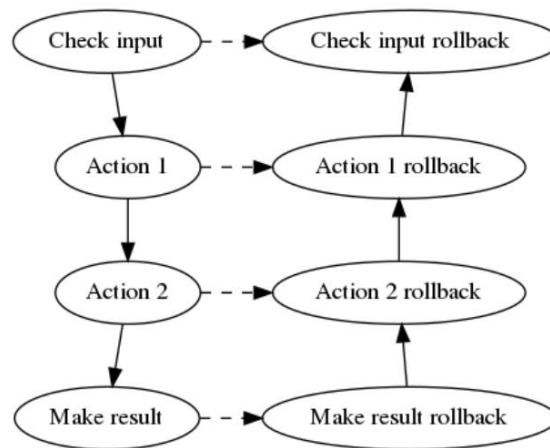 Check input
Check input rollback
Action 1
Action 1 rollback
Action 2
Action 2 rollback
Make result
Make result rollback